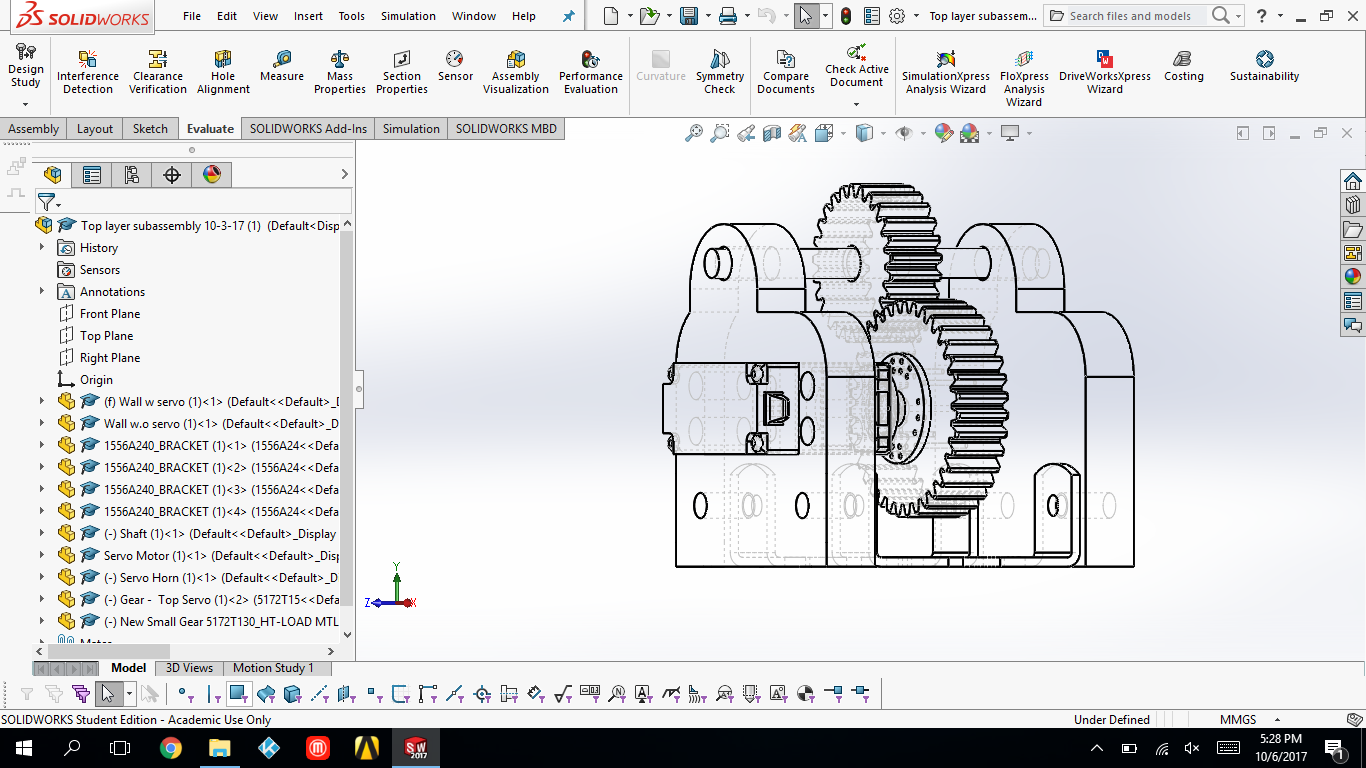 SOLIDWORKS
File Edit View Insert Tools Simulation Window Help
Top layer subassem...
Search files and models
?
Design Study
Interference Detection
Clearance Verification
Hole Alignment
Measure
Mass Properties
Section Properties
Sensor
Assembly Visualization
Performance Evaluation
Curvature
Symmetry Check
Compare Documents
Check Active Document
SimulationXpress Analysis Wizard
FloXpress Analysis Wizard
DriveWorksXpress Wizard
Costing
Sustainability
Assembly Layout Sketch Evaluate SOLIDWORKS Add-Ins Simulation SOLIDWORKS MBD
Top layer subassembly 10-3-17 (1) (Default<Disp
History
Sensors
Annotations
Front Plane
Top Plane
Right Plane
Origin
(f) Wall w servo (1)<1> (Default<<Default>_D
Wall w.o servo (1)<1> (Default<<Default>_D
1556A240_BRACKET (1)<1> (1556A24<<Defa
1556A240_BRACKET (1)<2> (1556A24<<Defa
1556A240_BRACKET (1)<3> (1556A24<<Defa
1556A240_BRACKET (1)<4> (1556A24<<Defa
(-) Shaft (1)<1> (Default<<Default>_Display
Servo Motor (1)<1> (Default<<Default>_Disp
(-) Servo Horn (1)<1> (Default<<Default>_D
(-) Gear - Top Servo (1)<2> (5172T15<<Defa
(-) New Small Gear 5172T130_HT-LOAD MTL
Y
Z
X
Model 3D Views Motion Study 1
SOLIDWORKS Student Edition - Academic Use Only
Under Defined
MMGS
SW
2017
5:28 PM
10/6/2017
1